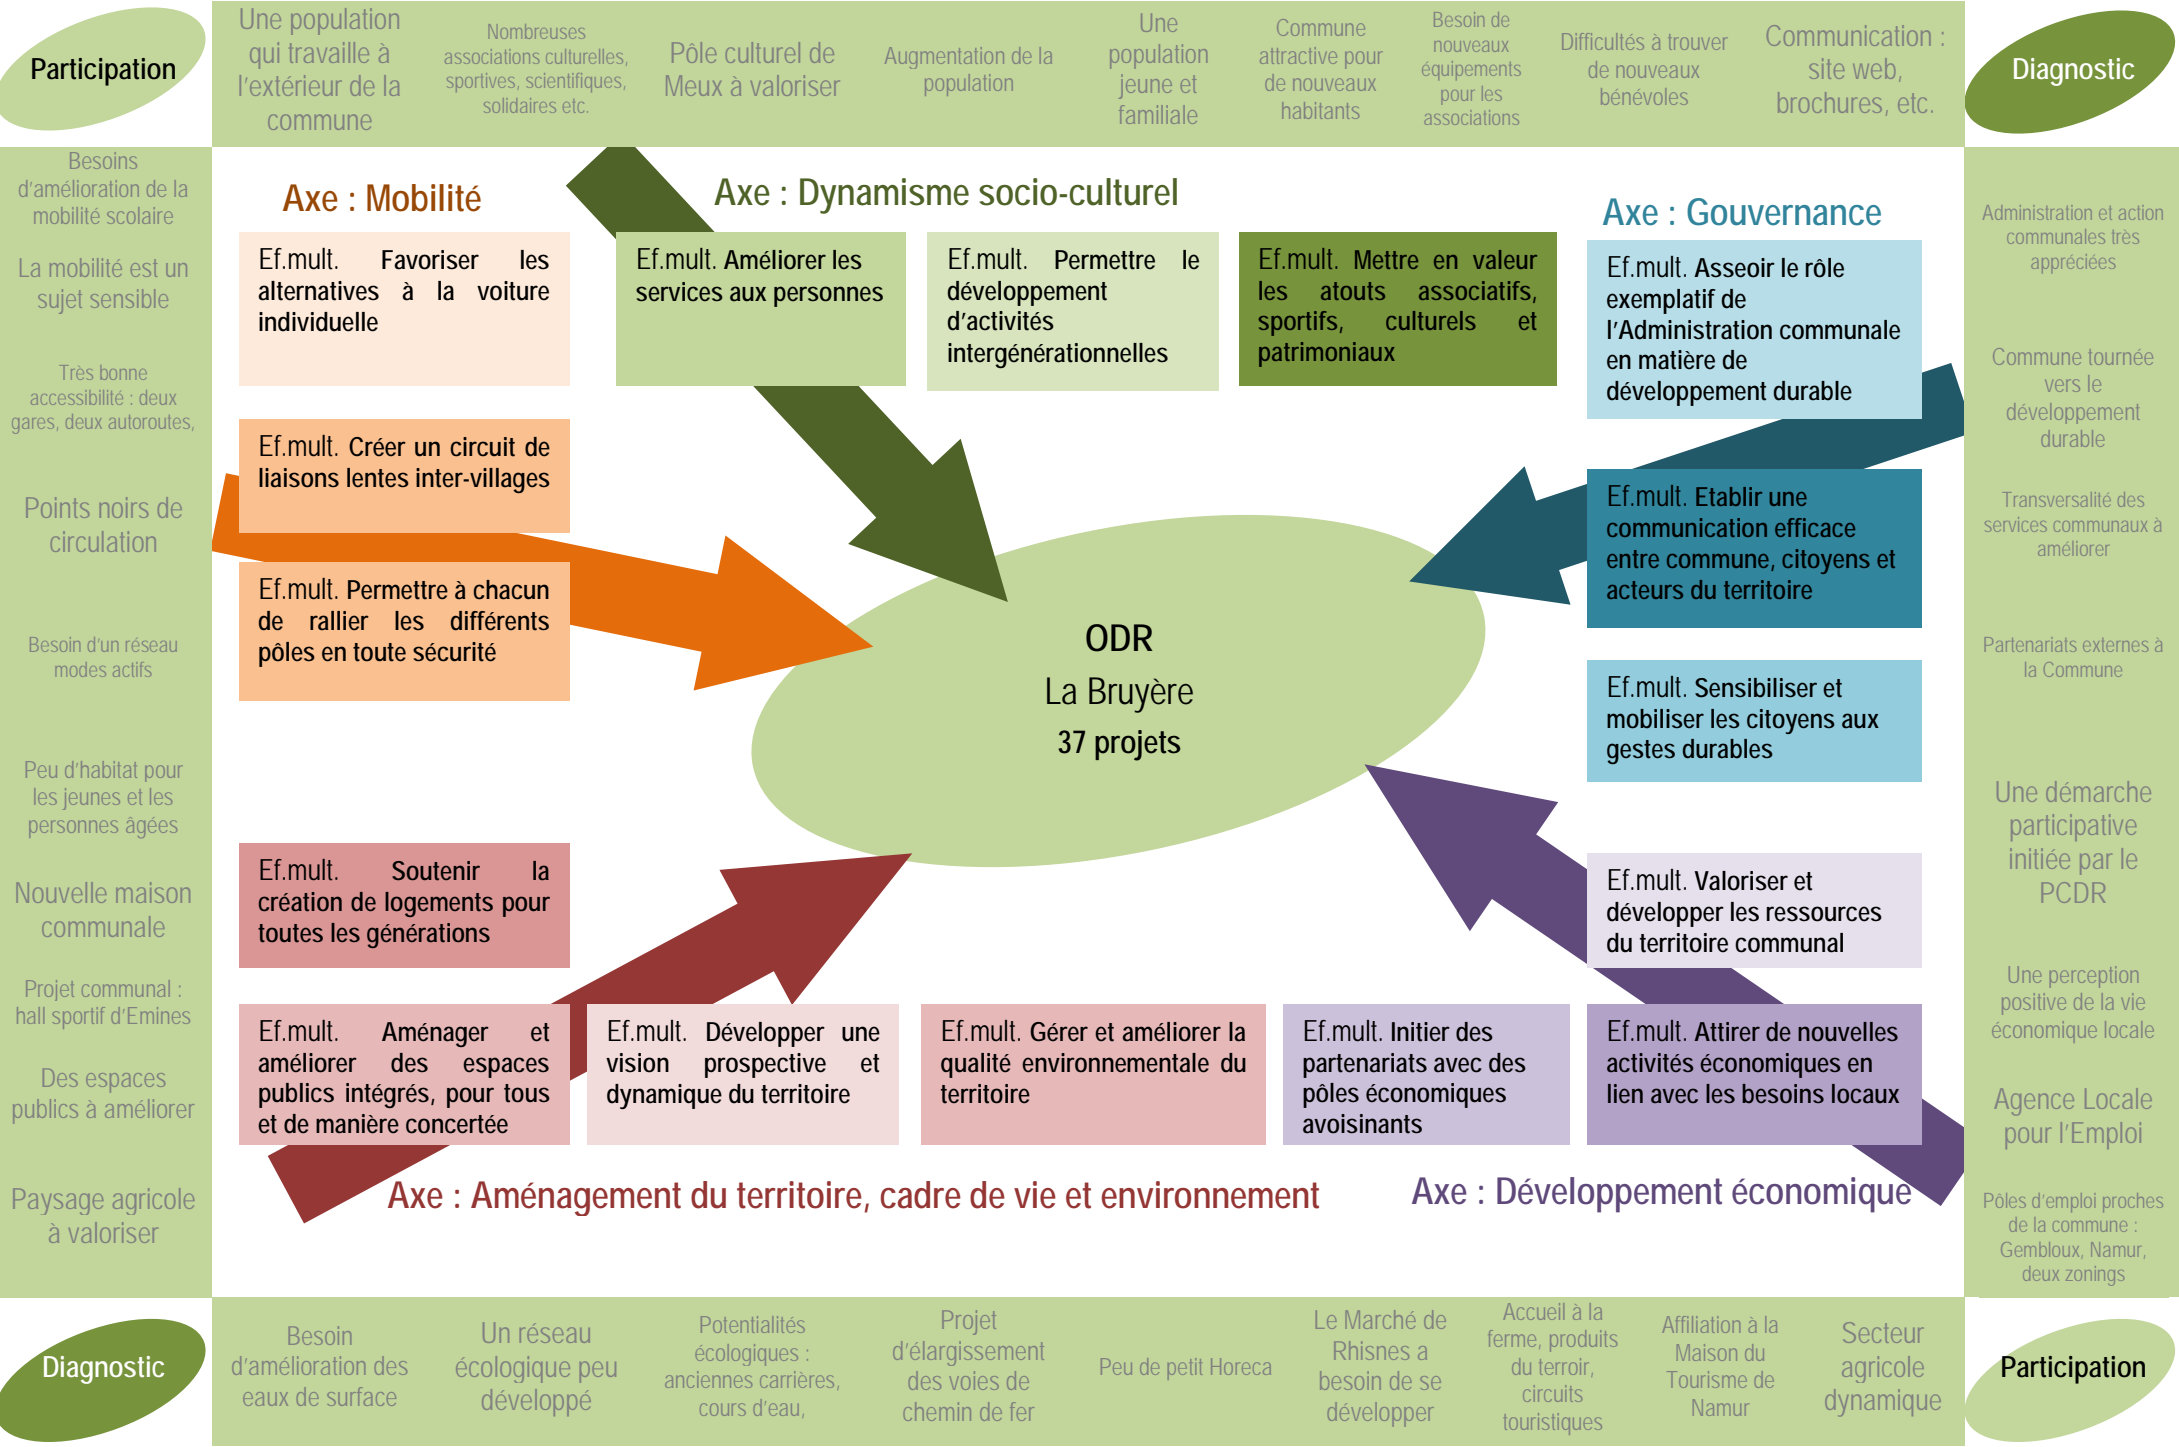 Participation
Une population
qui travaille à
l'extérieur de la
commune
Nombreuses
associations culturelles,
sportives, scientifiques,
solidaires etc.
Pôle culturel de
Meux à valoriser
Augmentation de la
population
Une
population
jeune et
familiale
Commune
attractive pour
de nouveaux
habitants
Besoin de
nouveaux
équipements
pour les
associations
Difficultés à trouver
de nouveaux
bénévoles
Communication :
site web,
brochures, etc.
Diagnostic
Besoins
d'amélioration de la
mobilité scolaire
La mobilité est un
sujet sensible
Très bonne
accessibilité : deux
gares, deux autoroutes,
Points noirs de
circulation
Besoin d'un réseau
modes actifs
Peu d'habitat pour
les jeunes et les
personnes âgées
Nouvelle maison
communale
Projet communal :
hall sportif d'Emines
Des espaces
publics à améliorer
Paysage agricole
à valoriser
Axe : Mobilité
Ef.mult. Favoriser les
alternatives à la voiture
individuelle
Ef.mult. Créer un circuit de
liaisons lentes inter-villages
Ef.mult. Permettre à chacun
de rallier les différents
pôles en toute sécurité
Axe : Dynamisme socio-culturel
Ef.mult. Améliorer les
services aux personnes
Ef.mult. Permettre le
développement
d'activités
intergénérationnelles
Ef.mult. Mettre en valeur
les atouts associatifs,
sportifs, culturels et
patrimoniaux
Axe : Gouvernance
Ef.mult. Asseoir le rôle
exemplatif de
l'Administration communale
en matière de
développement durable
Ef.mult. Etablir une
communication efficace
entre commune, citoyens et
acteurs du territoire
Ef.mult. Sensibiliser et
mobiliser les citoyens aux
gestes durables
ODR
La Bruyère
37 projets
Ef.mult. Soutenir la
création de logements pour
toutes les générations
Ef.mult. Aménager et
améliorer des espaces
publics intégrés, pour tous
et de manière concertée
Ef.mult. Développer une
vision prospective et
dynamique du territoire
Ef.mult. Gérer et améliorer la
qualité environnementale du
territoire
Axe : Aménagement du territoire, cadre de vie et environnement
Ef.mult. Valoriser et
développer les ressources
du territoire communal
Ef.mult. Initier des
partenariats avec des
pôles économiques
avoisinants
Ef.mult. Attirer de nouvelles
activités économiques en
lien avec les besoins locaux
Axe : Développement économique
Administration et action
communales très
appréciées
Commune tournée
vers le
développement
durable
Transversalité des
services communaux à
améliorer
Partenariats externes à
la Commune
Une démarche
participative
initiée par le
PCDR
Une perception
positive de la vie
économique locale
Agence Locale
pour l'Emploi
Pôles d'emploi proches
de la commune :
Gembloux, Namur,
deux zonings
Diagnostic
Besoin
d'amélioration des
eaux de surface
Un réseau
écologique peu
développé
Potentialités
écologiques :
anciennes carrières,
cours d'eau,
Projet
d'élargissement
des voies de
chemin de fer
Peu de petit Horeca
Le Marché de
Rhisnes a
besoin de se
développer
Accueil à la
ferme, produits
du terroir,
circuits
touristiques
Affiliation à la
Maison du
Tourisme de
Namur
Secteur
agricole
dynamique
Participation